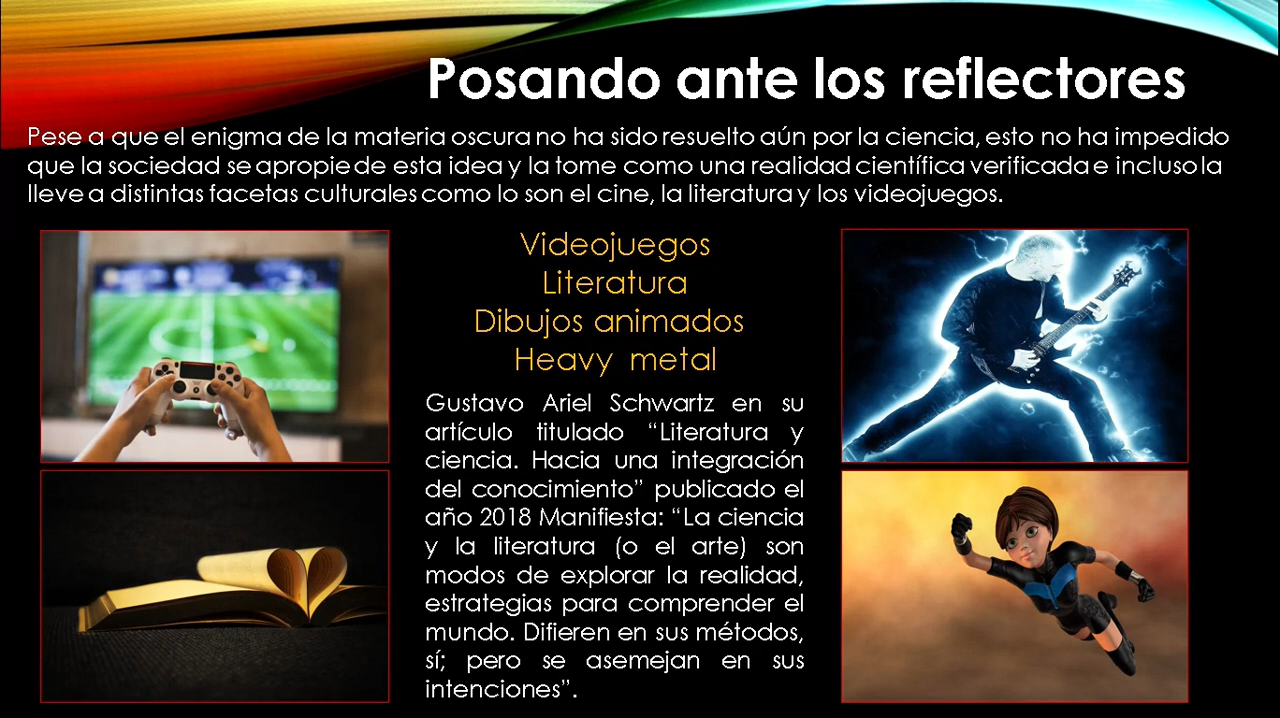 Posando ante los reflectores
Pese a que el enigma de la materia oscura no ha sido resuelto aún por la ciencia, esto no ha impedido
que la sociedad se apropie de esta idea y la tome como una realidad científica verificada e incluso la
lleve a distintas facetas culturales como lo son el cine, la literatura y los videojuegos.
Videojuegos
Literatura
Dibujos animados
Heavy metal
Gustavo Ariel Schwartz en su
artículo titulado “Literatura y
ciencia. Hacia una integración
del conocimiento” publicado el
año 2018 Manifiesta: “La ciencia
y la literatura (o el arte) son
modos de explorar la realidad,
estrategias para comprender el
mundo. Difieren en sus métodos,
sí; pero se asemejan en sus
intenciones”.